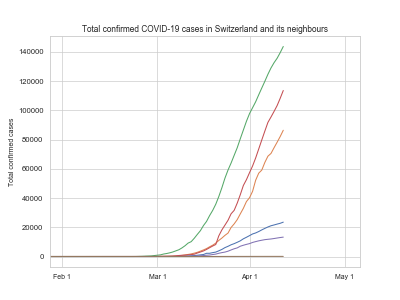 Total confirmed COVID-19 cases in Switzerland and its neighbours
Total confirmed cases
140000
120000
100000
80000
60000
40000
20000
0
Feb 1
Mar 1
Apr 1
May 1